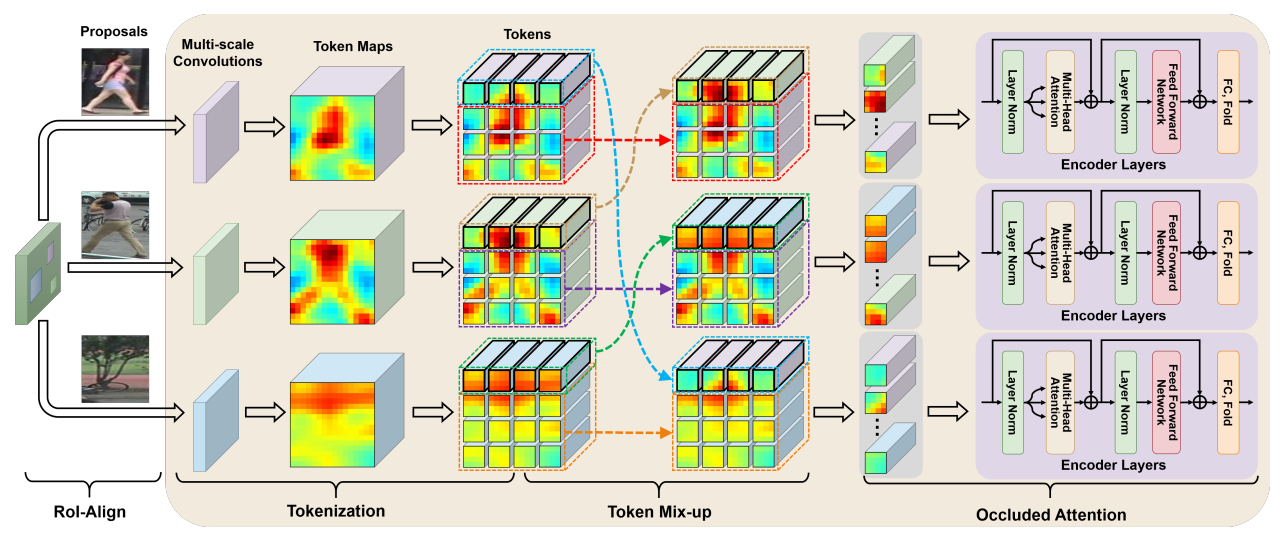 Proposals
Multi-scale
Convolutions
Token Maps
Tokens
Layer Norm
Multi-Head
Attention
Layer Norm
Feed Forward
Network
FC, Fold
Encoder Layers
Layer Norm
Multi-Head
Attention
Layer Norm
Feed Forward
Network
FC, Fold
Encoder Layers
Layer Norm
Multi-Head
Attention
Layer Norm
Feed Forward
Network
FC, Fold
Encoder Layers
RoI-Align
Tokenization
Token Mix-up
Occluded Attention